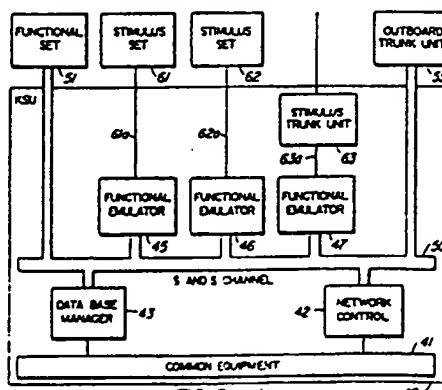 FUNCTIONAL
SET
51
STIMULUS
SET
61
STIMULUS
SET
62
OUTBOARD
TRUNK UNIT
KSU
61a
62a
STIMULUS
TRUNK UNIT
63
63a
FUNCTIONAL
EMULATOR
45
FUNCTIONAL
EMULATOR
46
FUNCTIONAL
EMULATOR
47
50
S AND S CHANNEL
DATA BASE
MANAGER
43
NETWORK
CONTROL
42
41
COMMON EQUIPMENT